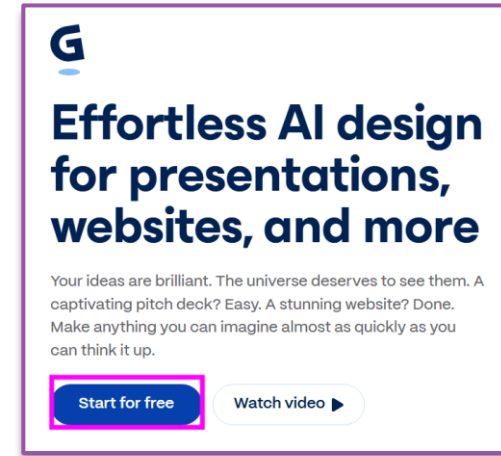 G
Effortless AI design
for presentations,
websites, and more
Your ideas are brilliant. The universe deserves to see them. A
captivating pitch deck? Easy. A stunning website? Done.
Make anything you can imagine almost as quickly as you
can think it up.
Start for free
Watch video